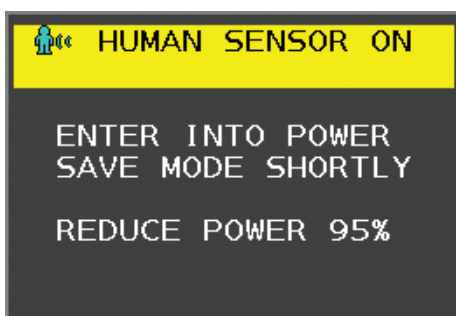 HUMAN SENSOR ON
ENTER INTO POWER
SAVE MODE SHORTLY
REDUCE POWER 95%